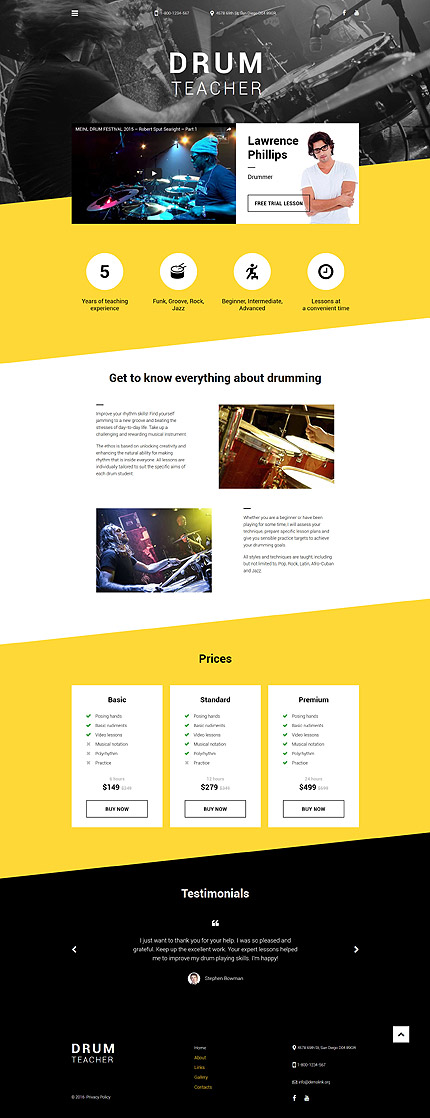 1-800-1234-567
4578 69th St, San Diego D04 89GR
DRUM
TEACHER
MEINL DRUM FESTIVAL 2015 – Robert Sput Searight – Part 1
Lawrence
Phillips
Drummer
FREE TRIAL LESSON
5
Years of teaching
experience
Funk, Groove, Rock,
Jazz
Beginner, Intermediate,
Advanced
Lessons at
a convenient time
Get to know everything about drumming
Improve your rhythm skills! Find yourself
jamming to a new groove and beating the
stresses of day-to-day life. Take up a
challenging and rewarding musical instrument.
The ethos is based on unlocking creativity and
enhancing the natural ability for making
rhythm that is inside everyone. All lessons are
individually tailored to suit the specific aims of
each drum student.
Whether you are a beginner or have been
playing for some time I will assess your
technique, prepare specific lesson plans and
give you sensible practice targets to achieve
your drumming goals.
All styles and techniques are taught, including
but not limited to: Pop, Rock, Latin, Afro-Cuban
and Jazz.
Prices
Basic
Posing hands
Basic rudiments
Video lessons
Musical notation
Polyrhythm
Practice
6 hours
$149
BUY NOW
Standard
Posing hands
Basic rudiments
Video lessons
Musical notation
Polyrhythm
Practice
12 hours
$279
BUY NOW
Premium
Posing hands
Basic rudiments
Video lessons
Musical notation
Polyrhythm
Practice
24 hours
$499
BUY NOW
Testimonials
I just want to thank you for your help. I was so pleased and
grateful. Keep up the excellent work. Your expert lessons helped
me to improve my drum playing skills. I'm happy!
Stephen Bowman
DRUM
TEACHER
© 2016 Privacy Policy
Home
About
Links
Gallery
Contacts
4578 69th St, San Diego D04 89GR
1-800-1234-567
info@demolink.org